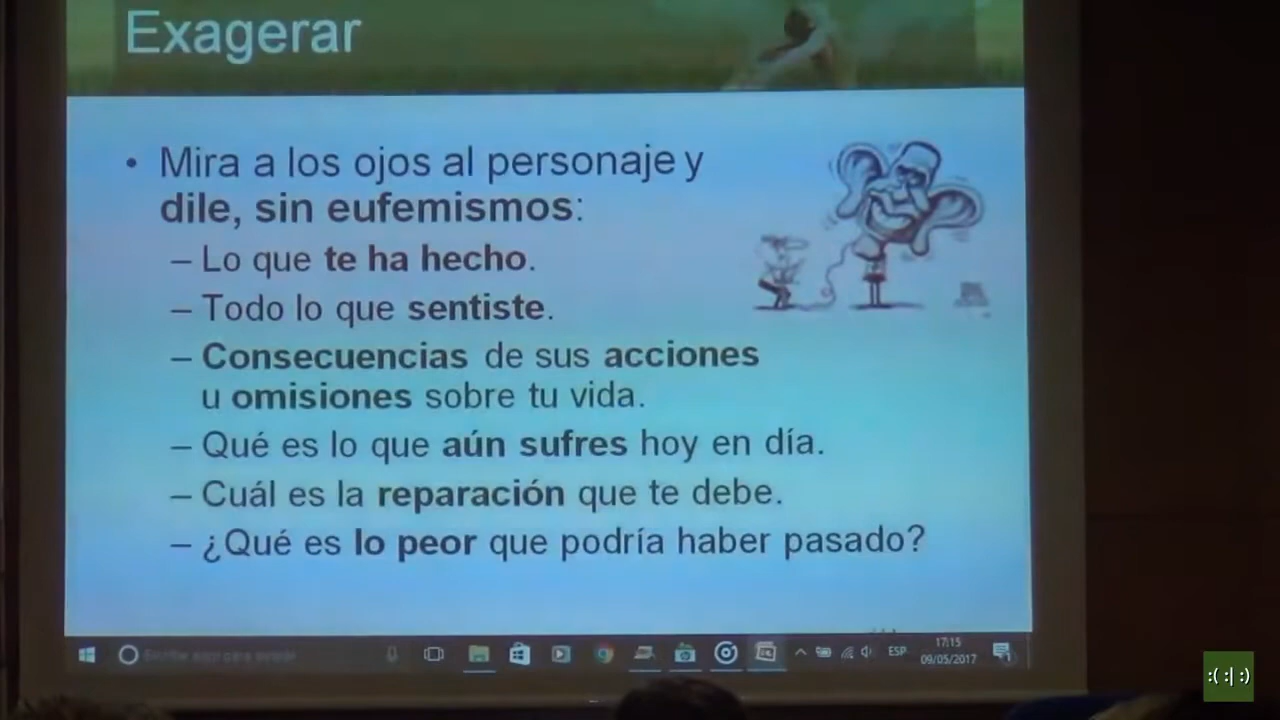 Exagerar
• Mira a los ojos al personaje y
dile, sin eufemismos:
– Lo que te ha hecho.
– Todo lo que sentiste.
– Consecuencias de sus acciones
u omisiones sobre tu vida.
– Qué es lo que aún sufres hoy en día.
– Cuál es la reparación que te debe.
– ¿Qué es lo peor que podría haber pasado?
ESP
17:15
09/05/2017
:( :| :)